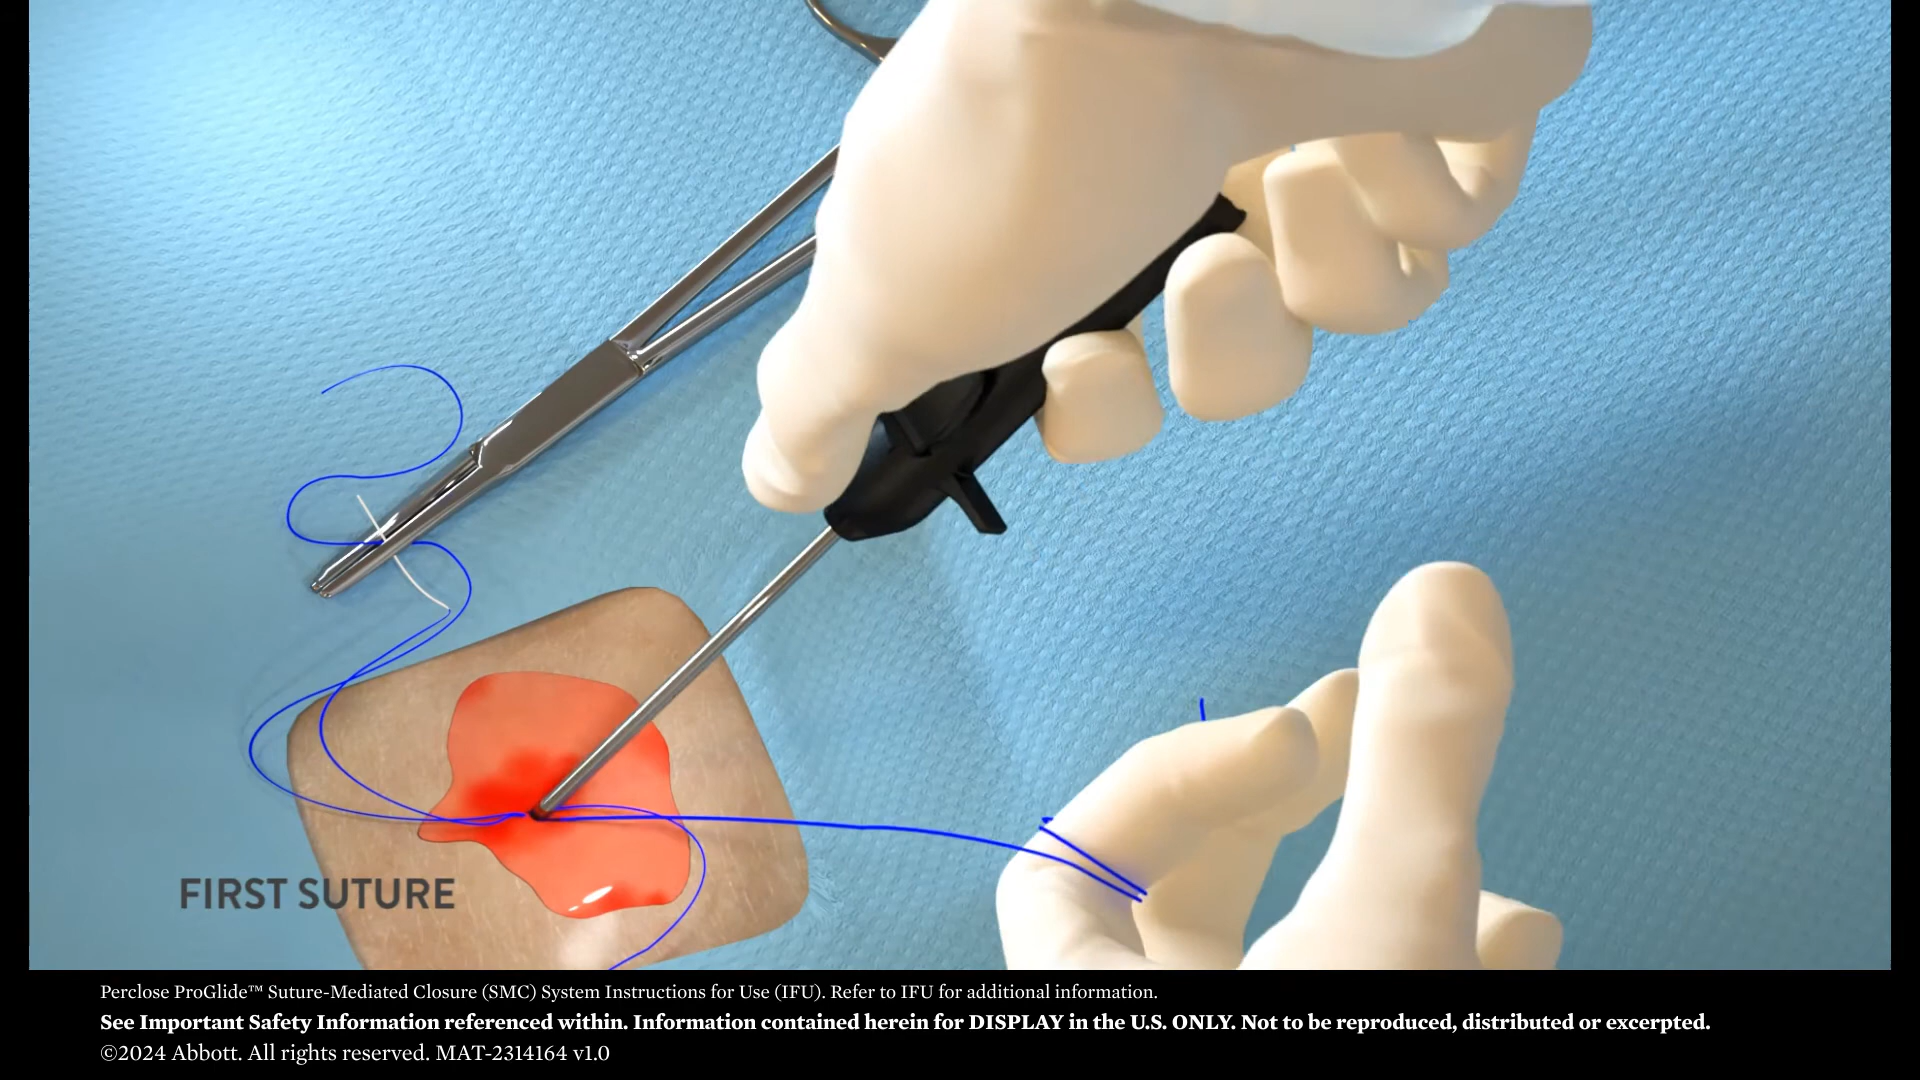 FIRST SUTURE
Perclose ProGlide™ Suture-Mediated Closure (SMC) System Instructions for Use (IFU). Refer to IFU for additional information.
See Important Safety Information referenced within. Information contained herein for DISPLAY in the U.S. ONLY. Not to be reproduced, distributed or excerpted.
©2024 Abbott. All rights reserved. MAT-2314164 v1.0